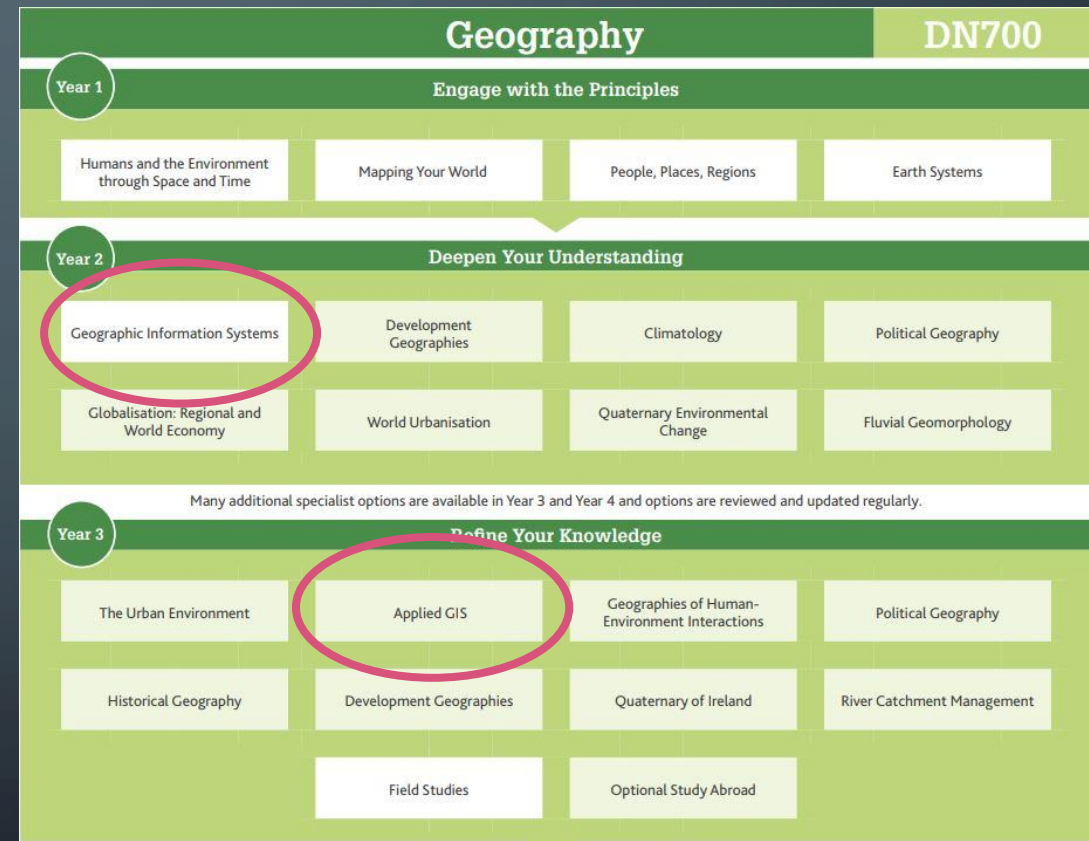 Geography
DN700
Year 1
Engage with the Principles
Humans and the Environment
through Space and Time
Mapping Your World
People, Places, Regions
Earth Systems
Year 2
Deepen Your Understanding
Geographic Information Systems
Development
Geographies
Climatology
Political Geography
Globalisation: Regional and
World Economy
World Urbanisation
Quaternary Environmental
Change
Fluvial Geomorphology
Many additional specialist options are available in Year 3 and Year 4 and options are reviewed and updated regularly.
Year 3
Refine Your Knowledge
The Urban Environment
Applied GIS
Geographies of Human-
Environment Interactions
Political Geography
Historical Geography
Development Geographies
Quaternary of Ireland
River Catchment Management
Field Studies
Optional Study Abroad